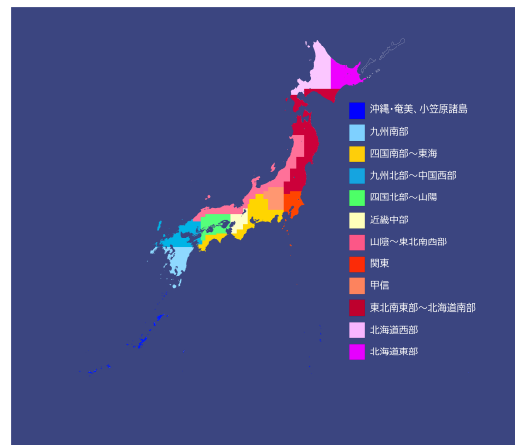 沖縄・奄美、小笠原諸島
九州南部
四国南部～東海
九州北部～中国西部
四国北部～山陽
近畿中部
山陰～東北南西部
関東
甲信
東北南東部～北海道南部
北海道西部
北海道東部